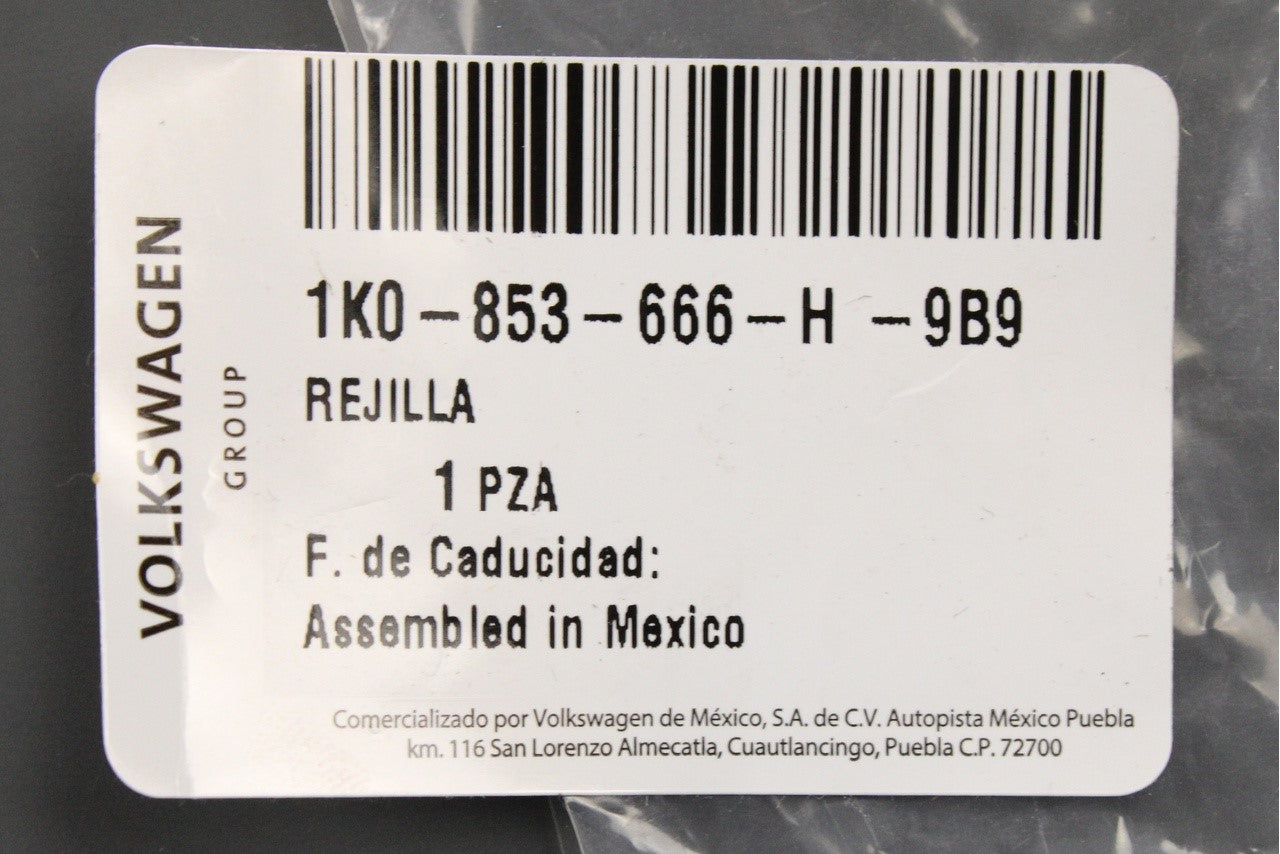 VOLKSWAGEN
GROUP
1K0-853-666-H -9B9
REJILLA
1 PZA
F. de Caducidad:
Assembled in Mexico
Comercializado por Volkswagen de México, S.A. de C.V. Autopista México Puebla
km. 116 San Lorenzo Almecatla, Cuautlancingo, Puebla C.P. 72700